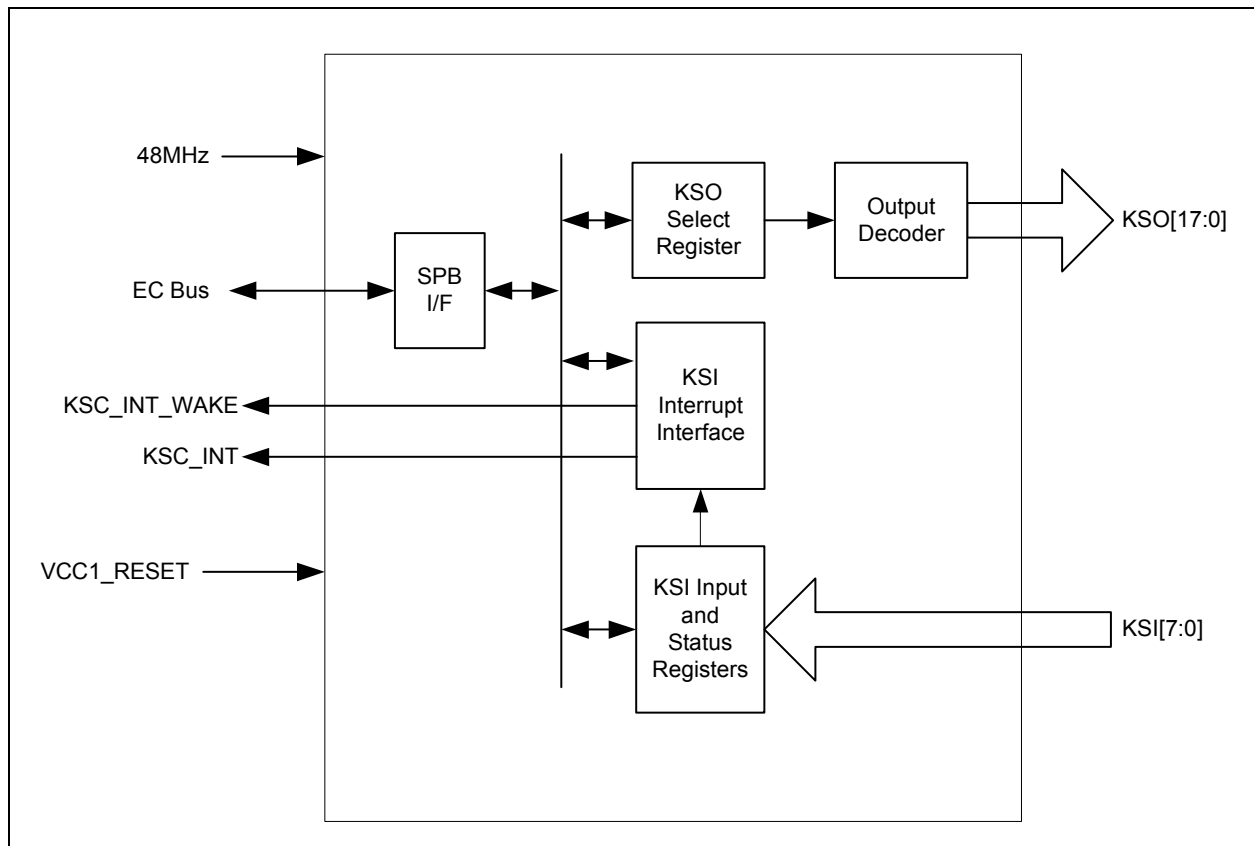 48MHz
EC Bus
KSC_INT_WAKE
KSC_INT
VCC1_RESET
SPB
I/F
KSO
Select
Register
Output
Decoder
KSO[17:0]
KSI
Interrupt
Interface
KSI Input
and
Status
Registers
KSI[7:0]